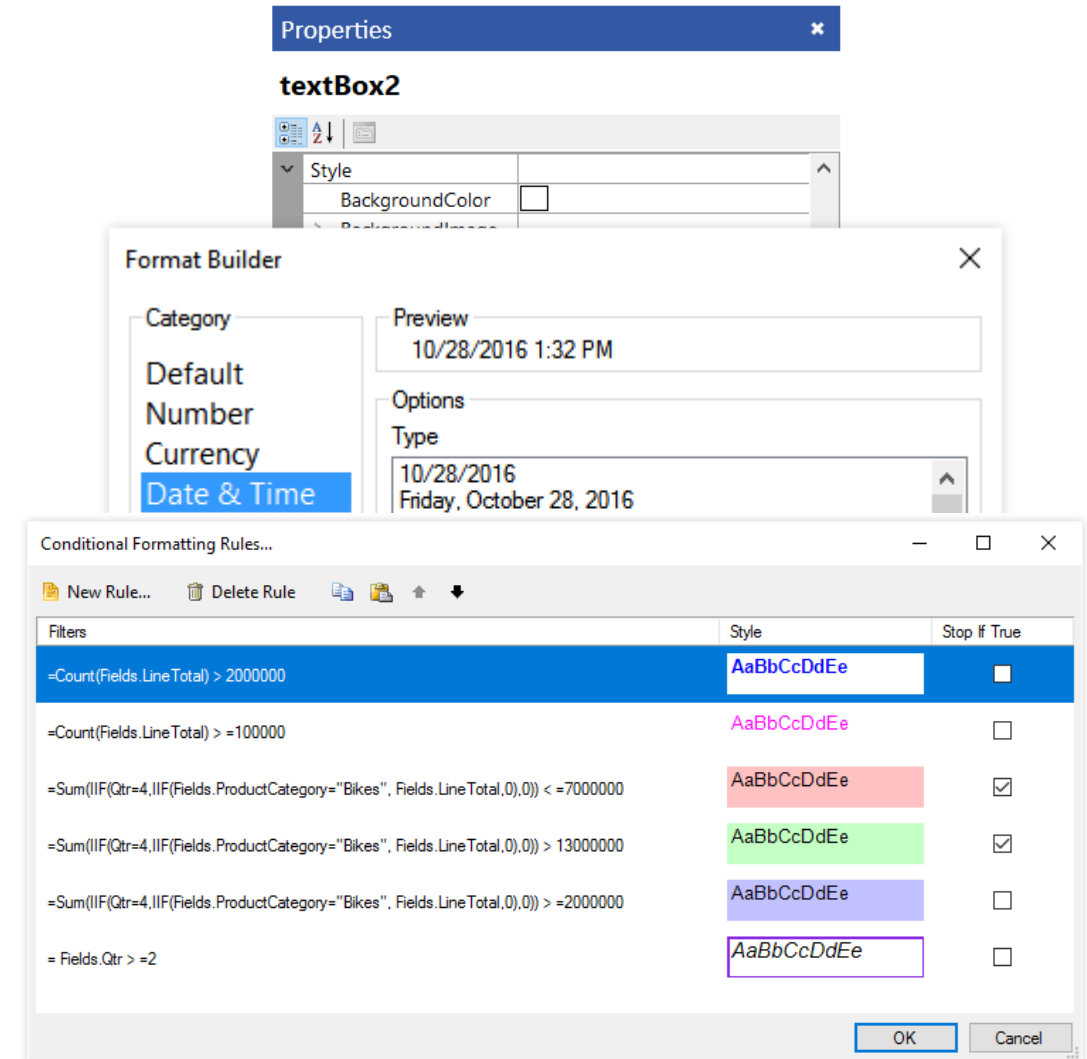 Properties
textBox2
Style
BackgroundColor
BackgroundImage
Format Builder
Category
Default
Number
Currency
Date & Time
Preview
10/28/2016 1:32 PM
Options
Type
10/28/2016
Friday, October 28, 2016
Conditional Formatting Rules...
New Rule... Delete Rule
Filters Style Stop If True
=Count(Fields.LineTotal) > 2000000 AaBbCcDdEe
=Count(Fields.LineTotal) > =100000 AaBbCcDdEe
=Sum(IIF(Qtr=4,IIF(Fields.ProductCategory="Bikes", Fields.LineTotal,0),0)) < =7000000 AaBbCcDdEe
=Sum(IIF(Qtr=4,IIF(Fields.ProductCategory="Bikes", Fields.LineTotal,0),0)) > 13000000 AaBbCcDdEe
=Sum(IIF(Qtr=4,IIF(Fields.ProductCategory="Bikes", Fields.LineTotal,0),0)) > =2000000 AaBbCcDdEe
= Fields.Qtr > =2 AaBbCcDdEe
OK Cancel